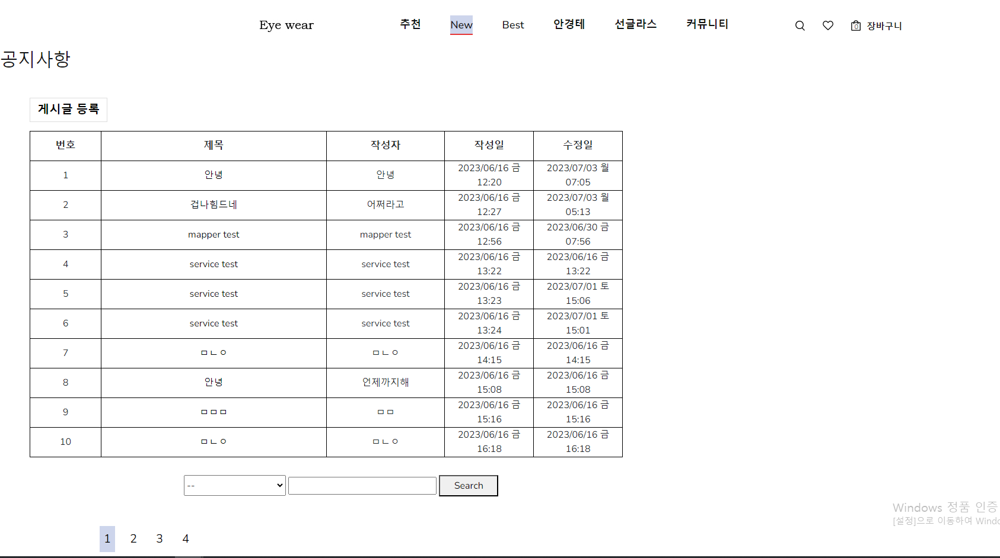 Eye wear 추천 New Best 안경테 선글라스 커뮤니티 0 장바구니
공지사항
게시글 등록
번호 제목 작성자 작성일 수정일
1 안녕 안녕 2023/06/16 금 12:20 2023/07/03 월 07:05
2 겁나힘드네 어쩌라고 2023/06/16 금 12:27 2023/07/03 월 05:13
3 mapper test mapper test 2023/06/16 금 12:56 2023/06/30 금 07:56
4 service test service test 2023/06/16 금 13:22 2023/06/16 금 13:22
5 service test service test 2023/06/16 금 13:23 2023/07/01 토 15:06
6 service test service test 2023/06/16 금 13:24 2023/07/01 토 15:01
7 ㅁㄴㅇ ㅁㄴㅇ 2023/06/16 금 14:15 2023/06/16 금 14:15
8 안녕 언제까지해 2023/06/16 금 15:08 2023/06/16 금 15:08
9 ㅁㅁㅁ ㅁㅁ 2023/06/16 금 15:16 2023/06/16 금 15:16
10 ㅁㄴㅇ ㅁㄴㅇ 2023/06/16 금 16:18 2023/06/16 금 16:18
-- Search
Windows 정품 인증
[설정]으로 이동하여 Windo
1 2 3 4